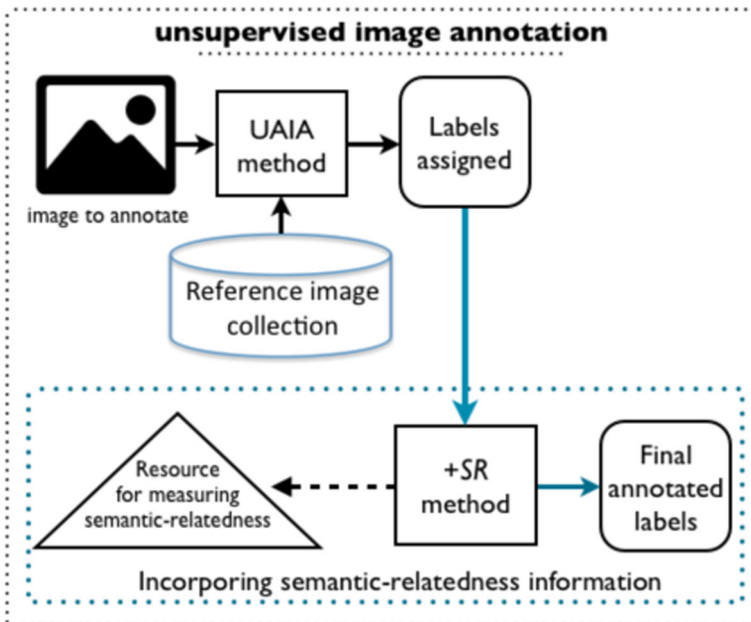 unsupervised image annotation
UAIA
method
Labels
assigned
image to annotate
Reference image
collection
Resource
for measuring
semantic-relatedness
+SR
method
Final
annotated
labels
Incorporing semantic-relatedness information